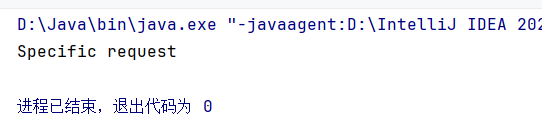 D:\Java\bin\java.exe "-javaagent:D:\IntelliJ IDEA 202
Specific request
进程已结束，退出代码为 0